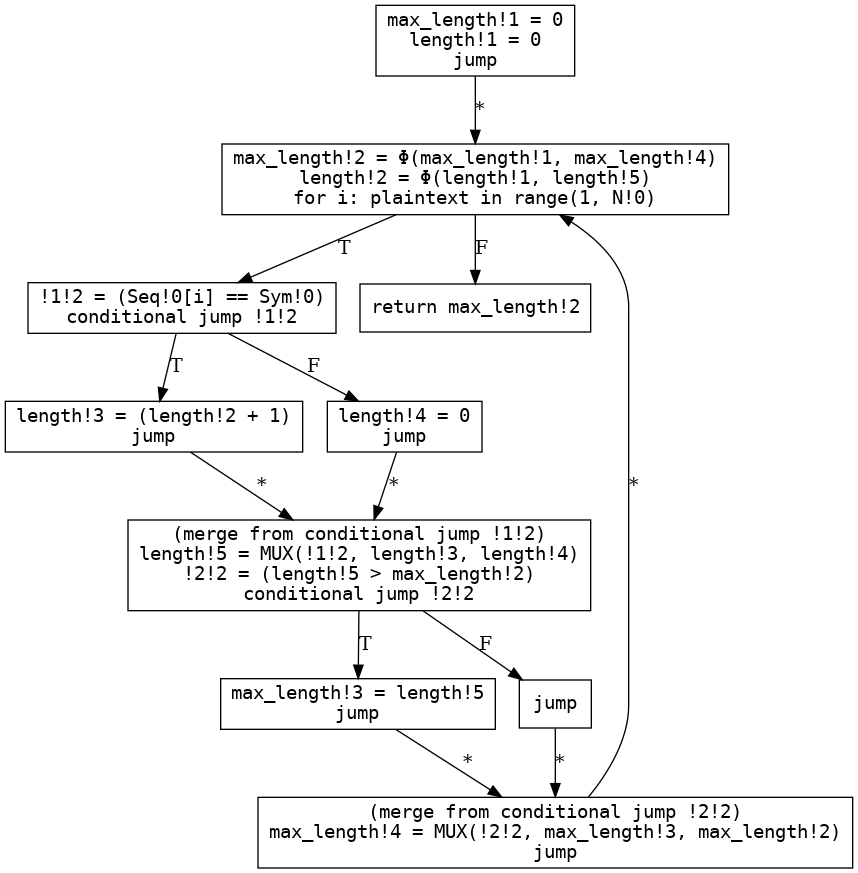 max_length!1 = 0
length!1 = 0
jump
*
max_length!2 = Φ(max_length!1, max_length!4)
length!2 = Φ(length!1, length!5)
for i: plaintext in range(1, N!0)
T
F
!1!2 = (Seq!0[i] == Sym!0)
conditional jump !1!2
return max_length!2
T
F
length!3 = (length!2 + 1)
jump
length!4 = 0
jump
*
*
*
(merge from conditional jump !1!2)
length!5 = MUX(!1!2, length!3, length!4)
!2!2 = (length!5 > max_length!2)
conditional jump !2!2
T
F
max_length!3 = length!5
jump
jump
*
*
(merge from conditional jump !2!2)
max_length!4 = MUX(!2!2, max_length!3, max_length!2)
jump